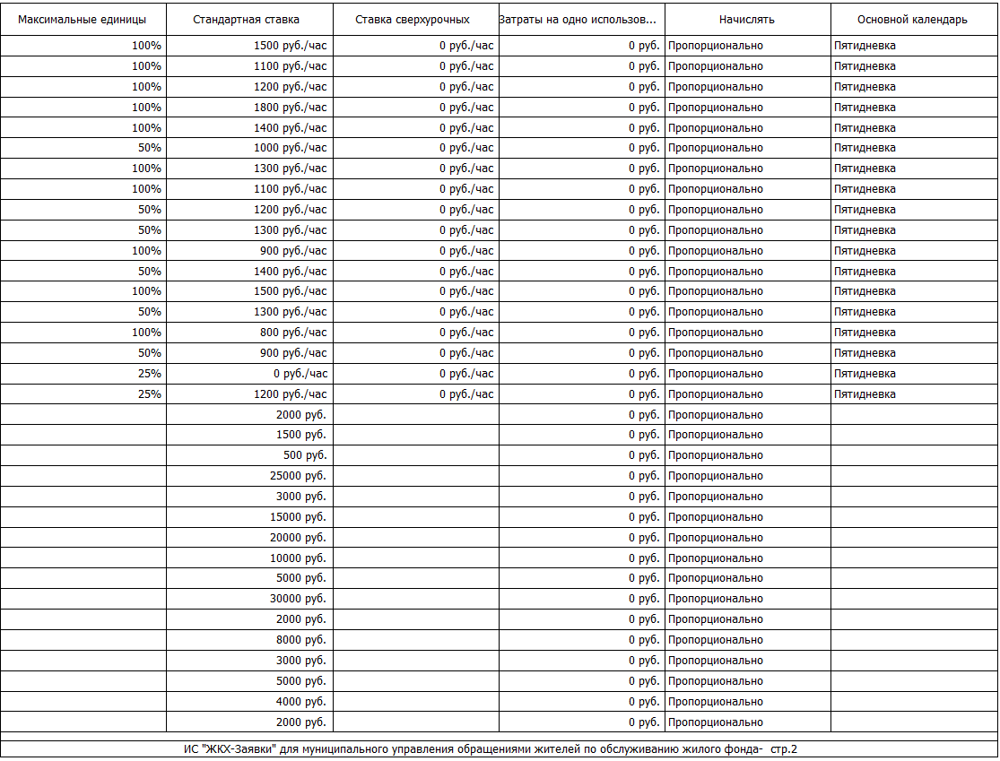 Максимальные единицы Стандартная ставка Ставка сверхурочных Затраты на одно использов... Начислять Основной календарь
100% 1500 руб./час 0 руб./час 0 руб. Пропорционально Пятидневка
100% 1100 руб./час 0 руб./час 0 руб. Пропорционально Пятидневка
100% 1200 руб./час 0 руб./час 0 руб. Пропорционально Пятидневка
100% 1800 руб./час 0 руб./час 0 руб. Пропорционально Пятидневка
100% 1400 руб./час 0 руб./час 0 руб. Пропорционально Пятидневка
50% 1000 руб./час 0 руб./час 0 руб. Пропорционально Пятидневка
100% 1300 руб./час 0 руб./час 0 руб. Пропорционально Пятидневка
100% 1100 руб./час 0 руб./час 0 руб. Пропорционально Пятидневка
50% 1200 руб./час 0 руб./час 0 руб. Пропорционально Пятидневка
50% 1300 руб./час 0 руб./час 0 руб. Пропорционально Пятидневка
100% 900 руб./час 0 руб./час 0 руб. Пропорционально Пятидневка
50% 1400 руб./час 0 руб./час 0 руб. Пропорционально Пятидневка
100% 1500 руб./час 0 руб./час 0 руб. Пропорционально Пятидневка
50% 1300 руб./час 0 руб./час 0 руб. Пропорционально Пятидневка
100% 800 руб./час 0 руб./час 0 руб. Пропорционально Пятидневка
50% 900 руб./час 0 руб./час 0 руб. Пропорционально Пятидневка
25% 0 руб./час 0 руб./час 0 руб. Пропорционально Пятидневка
25% 1200 руб./час 0 руб./час 0 руб. Пропорционально Пятидневка
2000 руб. 0 руб. Пропорционально
1500 руб. 0 руб. Пропорционально
500 руб. 0 руб. Пропорционально
25000 руб. 0 руб. Пропорционально
3000 руб. 0 руб. Пропорционально
15000 руб. 0 руб. Пропорционально
20000 руб. 0 руб. Пропорционально
10000 руб. 0 руб. Пропорционально
5000 руб. 0 руб. Пропорционально
30000 руб. 0 руб. Пропорционально
2000 руб. 0 руб. Пропорционально
8000 руб. 0 руб. Пропорционально
3000 руб. 0 руб. Пропорционально
5000 руб. 0 руб. Пропорционально
4000 руб. 0 руб. Пропорционально
2000 руб. 0 руб. Пропорционально
ИС "ЖКХ-Заявки" для муниципального управления обращениями жителей по обслуживанию жилого фонда- стр.2